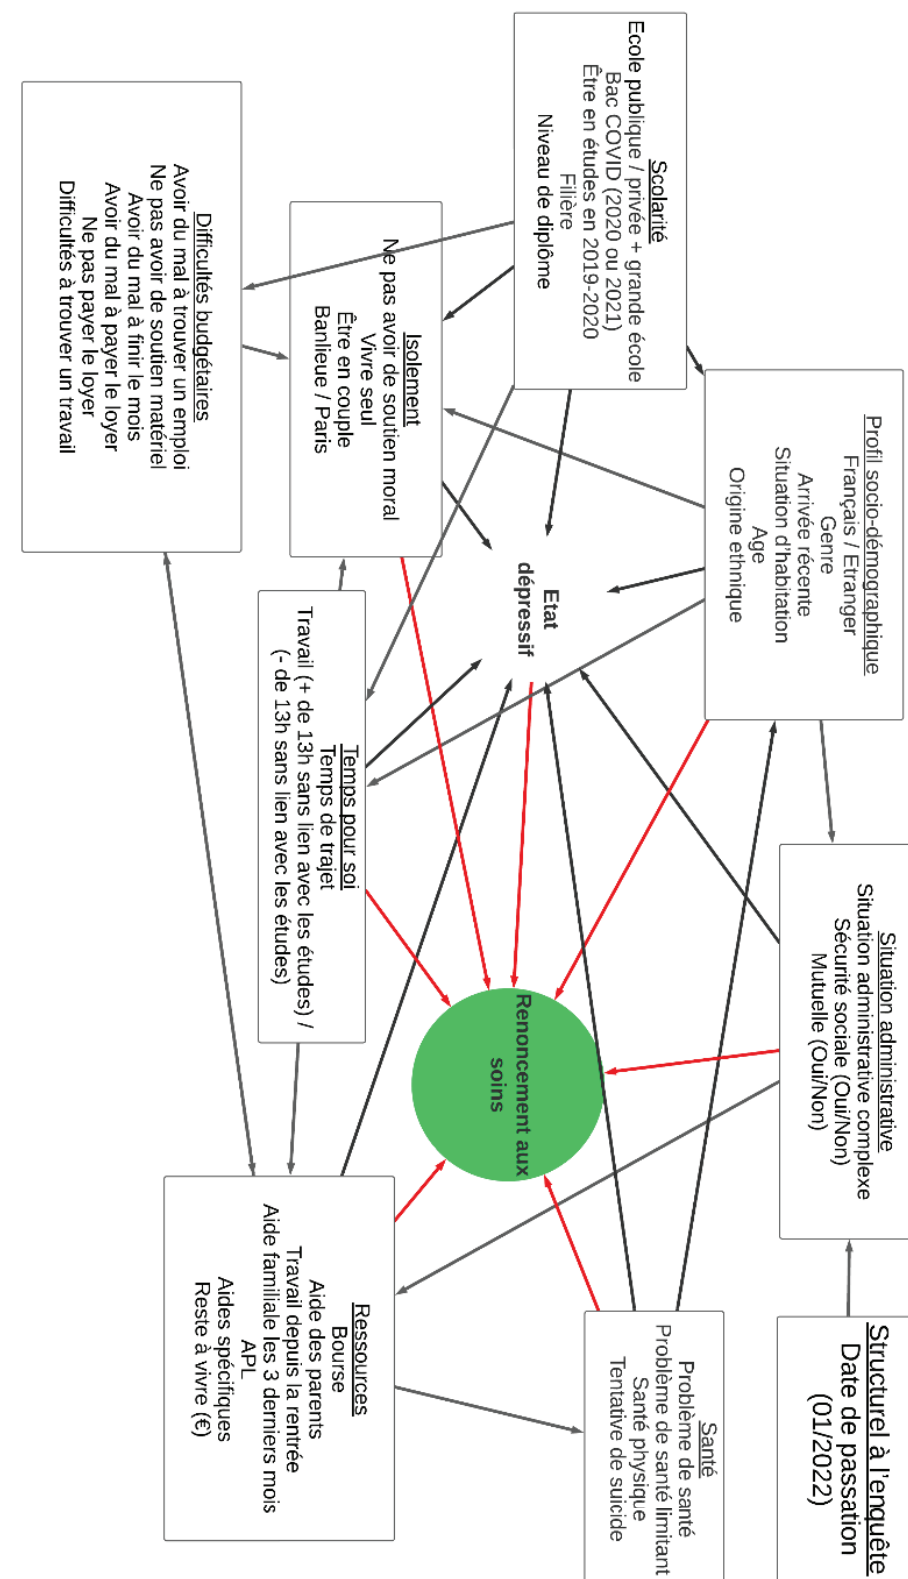 Profil socio-démographique
Français / Etranger
Genre
Arrivée récente
Situation d'habitation
Age
Origine ethnique
Situation administrative
Situation administrative complexe
Sécurité sociale (Oui/Non)
Mutuelle (Oui/Non)
Structurel à l'enquête
Date de passation
(01/2022)
Scolarité
Ecole publique / privée + grande école
Bac COVID (2020 ou 2021)
Être en études en 2019-2020
Filière
Niveau de diplôme
Santé
Problème de santé
Problème de santé limitant
Santé physique
Tentative de suicide
Etat
dépressif
Renoncement aux
soins
Isolement
Ne pas avoir de soutien moral
Vivre seul
Être en couple
Banlieue / Paris
Temps pour soi
Temps de trajet
Travail (+ de 13h sans lien avec les études) /
(- de 13h sans lien avec les études)
Ressources
Bourse
Aide des parents
Travail depuis la rentrée
Aide familiale les 3 derniers mois
APL
Aides spécifiques
Reste à vivre (€)
Difficultés budgétaires
Avoir du mal à trouver un emploi
Ne pas avoir de soutien matériel
Avoir du mal à finir le mois
Avoir du mal à payer le loyer
Ne pas payer le loyer
Difficultés à trouver un travail